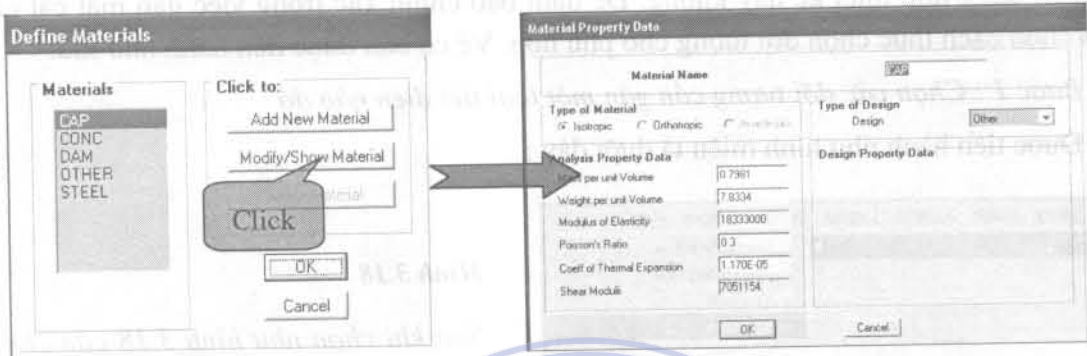 Define Materials
Materials
CAP
CONC
DAM
OTHER
STEEL
Click to:
Add New Material
Modify/Show Material
Material
Click
OK
Cancel
Material Property Data
Material Name
CAP
Type of Material
Isotropic Orthotropic
Type of Design
Design Other
Analysis Property Data
Mass per unit Volume 0.7981
Weight per unit Volume 7.8334
Modulus of Elasticity 18333000
Poisson's Ratio 0.3
Coeff of Thermal Expansion 1.170E-05
Shear Moduli 7051154
Design Property Data
OK
Cancel